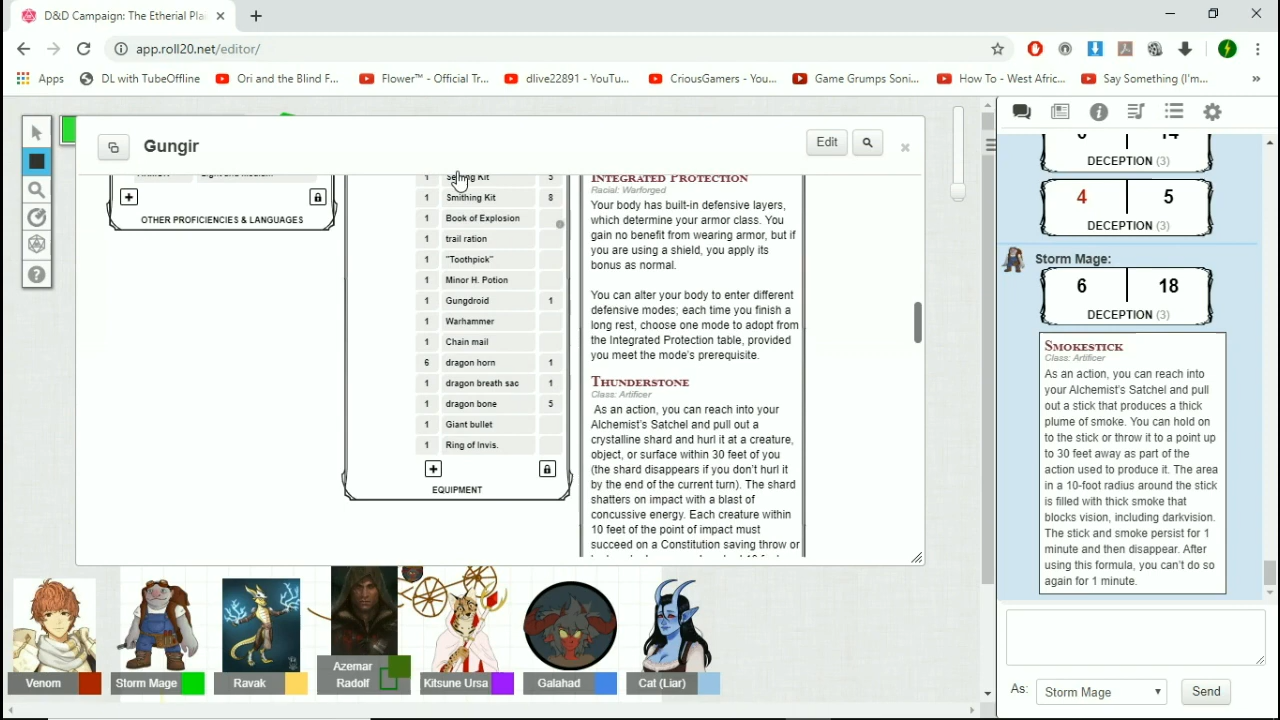 D&D Campaign: The Etherial Pla
app.roll20.net/editor/
Apps
DL with TubeOffline
Ori and the Blind F...
Flower™ - Official Tr...
dlive22891 - YouTu...
CriousGamers - You...
Game Grumps Soni...
How To - West Afric...
Say Something (I'm...
»
Gungir
Edit
OTHER PROFICIENCIES & LANGUAGES
1 Smithing Kit 8
1 Book of Explosion
1 trail ration
1 "Toothpick"
1 Minor H. Potion
1 Gungdroid 1
1 Warhammer
1 Chain mail
6 dragon horn 1
1 dragon breath sac 1
1 dragon bone 5
1 Giant bullet
1 Ring of Invis.
EQUIPMENT
INTEGRATED PROTECTION
Racial: Warforged
Your body has built-in defensive layers,
which determine your armor class. You
gain no benefit from wearing armor, but if
you are using a shield, you apply its
bonus as normal.
You can alter your body to enter different
defensive modes; each time you finish a
long rest, choose one mode to adopt from
the Integrated Protection table, provided
you meet the mode's prerequisite.
THUNDERSTONE
Class: Artificer
As an action, you can reach into your
Alchemist's Satchel and pull out a
crystalline shard and hurl it at a creature,
object, or surface within 30 feet of you
(the shard disappears if you don't hurl it
by the end of the current turn). The shard
shatters on impact with a blast of
concussive energy. Each creature within
10 feet of the point of impact must
succeed on a Constitution saving throw or
DECEPTION (3)
4 5
DECEPTION (3)
Storm Mage:
6 18
DECEPTION (3)
SMOKESTICK
Class: Artificer
As an action, you can reach into
your Alchemist's Satchel and pull
out a stick that produces a thick
plume of smoke. You can hold on
to the stick or throw it to a point up
to 30 feet away as part of the
action used to produce it. The area
in a 10-foot radius around the stick
is filled with thick smoke that
blocks vision, including darkvision.
The stick and smoke persist for 1
minute and then disappear. After
using this formula, you can't do so
again for 1 minute.
As:
Storm Mage
Send
Venom
Storm Mage
Ravak
Azemar
Radolf
Kitsune Ursa
Galahad
Cat (Liar)